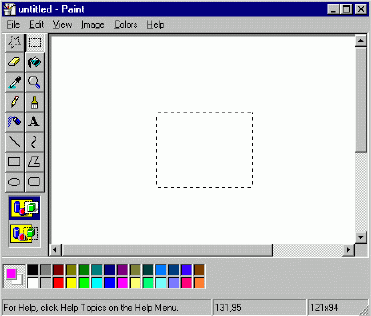 untitled - Paint
File Edit View Image Colors Help
A
For Help, click Help Topics on the Help Menu.
131,95
121x94